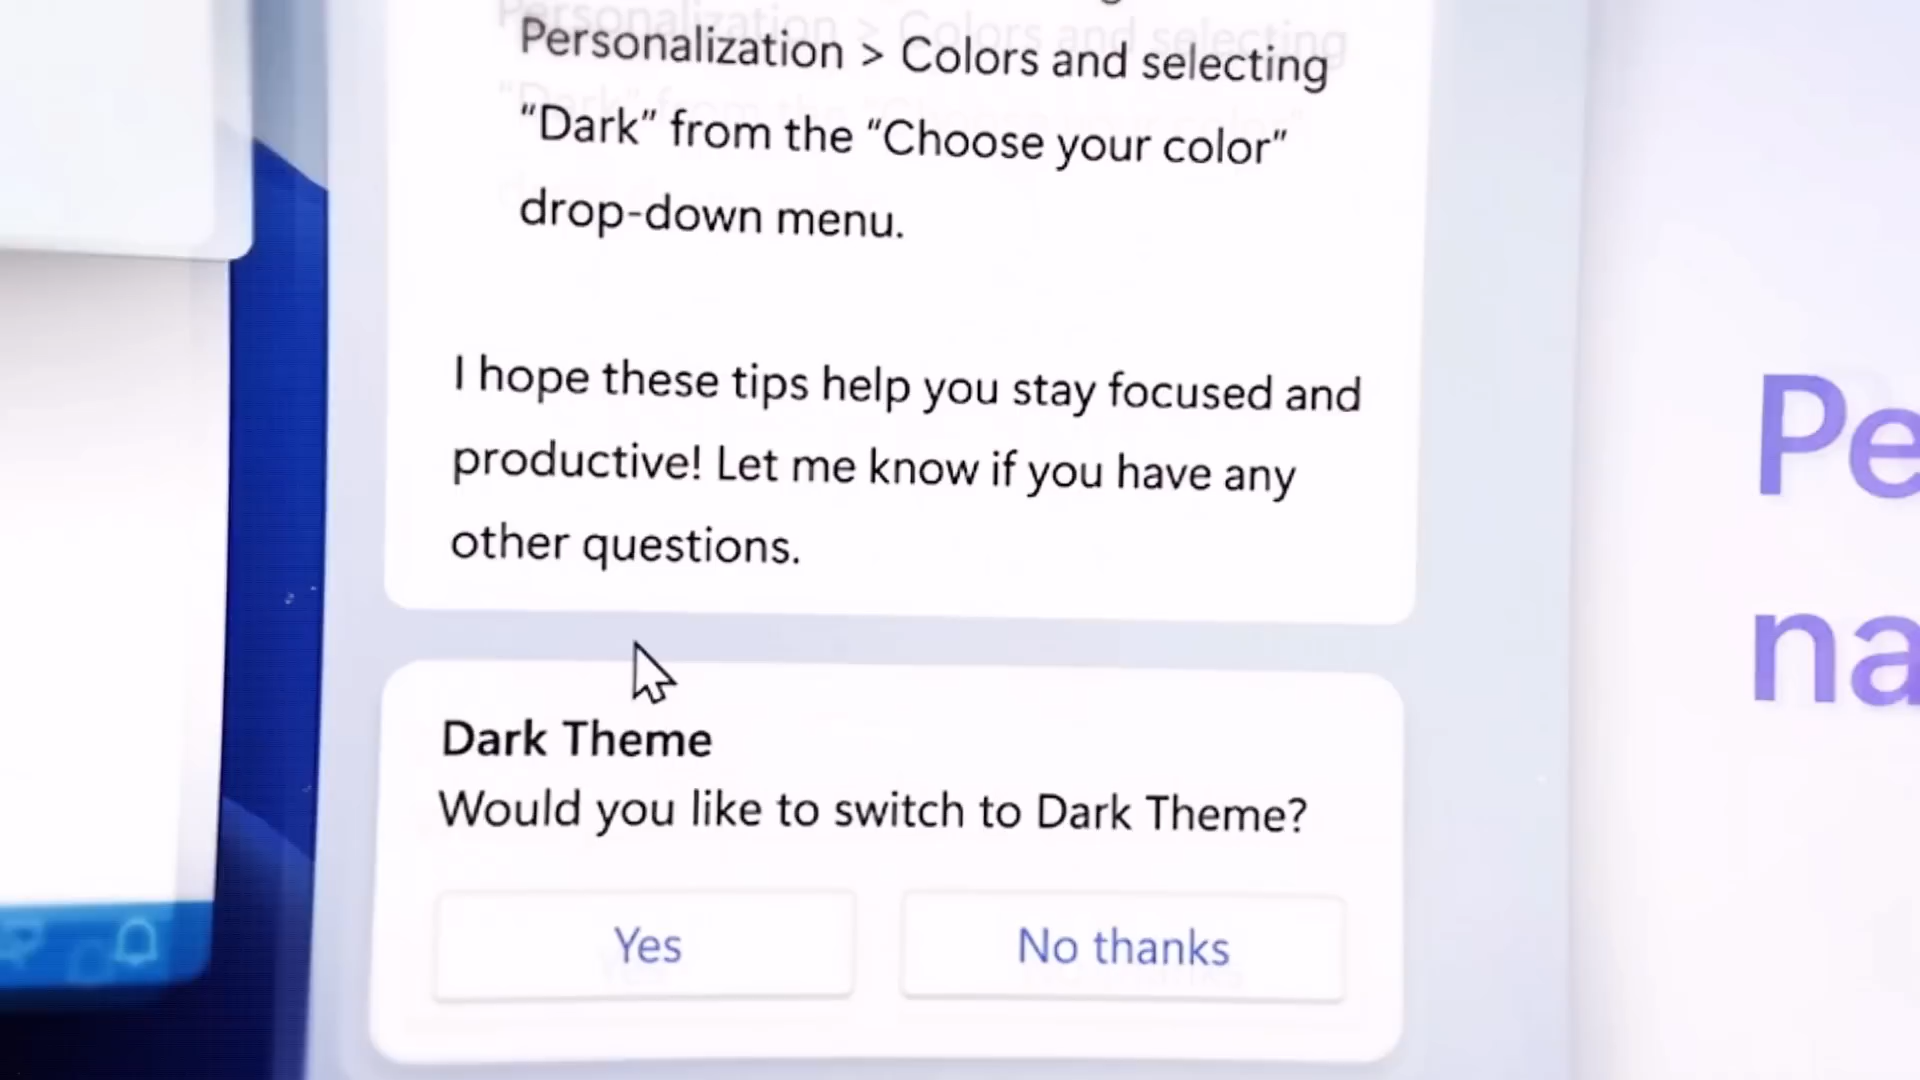 Personalization > Colors and selecting
“Dark” from the “Choose your color”
drop-down menu.
I hope these tips help you stay focused and
productive! Let me know if you have any
other questions.
Dark Theme
Would you like to switch to Dark Theme?
Yes
No thanks
Pe
na